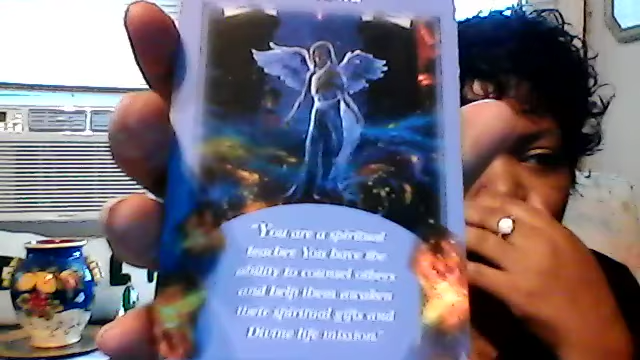 "You are a spiritual
teacher. You have the
ability to counsel others
and help them awaken
their spiritual gifts and
Divine life mission."